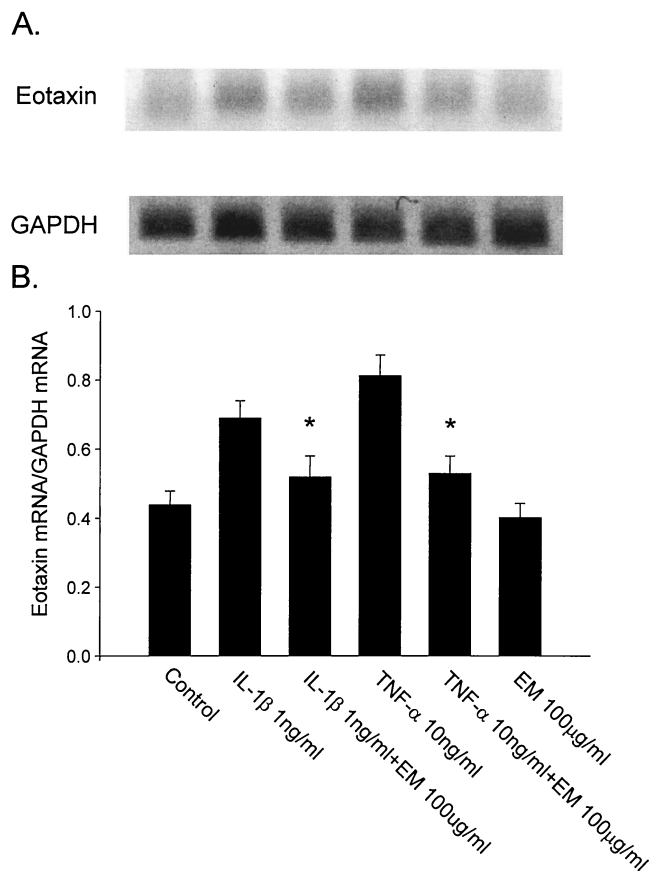 A.
Eotaxin
GAPDH
B.
Eotaxin mRNA/GAPDH mRNA
1.0
0.8
0.6
0.4
0.2
0.0
*
*
Control
IL-1β 1ng/ml
IL-1β 1ng/ml+EM 100ug/ml
TNF-α 10ng/ml
TNF-α 10ng/ml+EM 100μg/ml
EM 100μg/ml